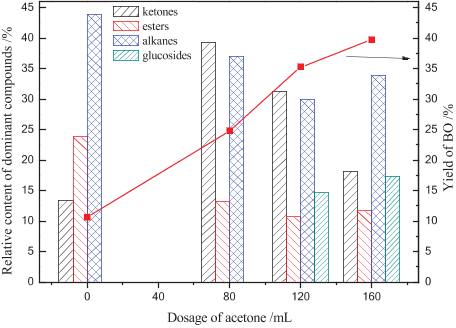 ketones
esters
alkanes
glucosides
45
40
35
30
25
20
15
10
5
0
45
40
35
30
25
20
15
10
5
0
0 40 80 120 160
Relative content of dominant compounds /%
Yield of BO /%
Dosage of acetone /mL